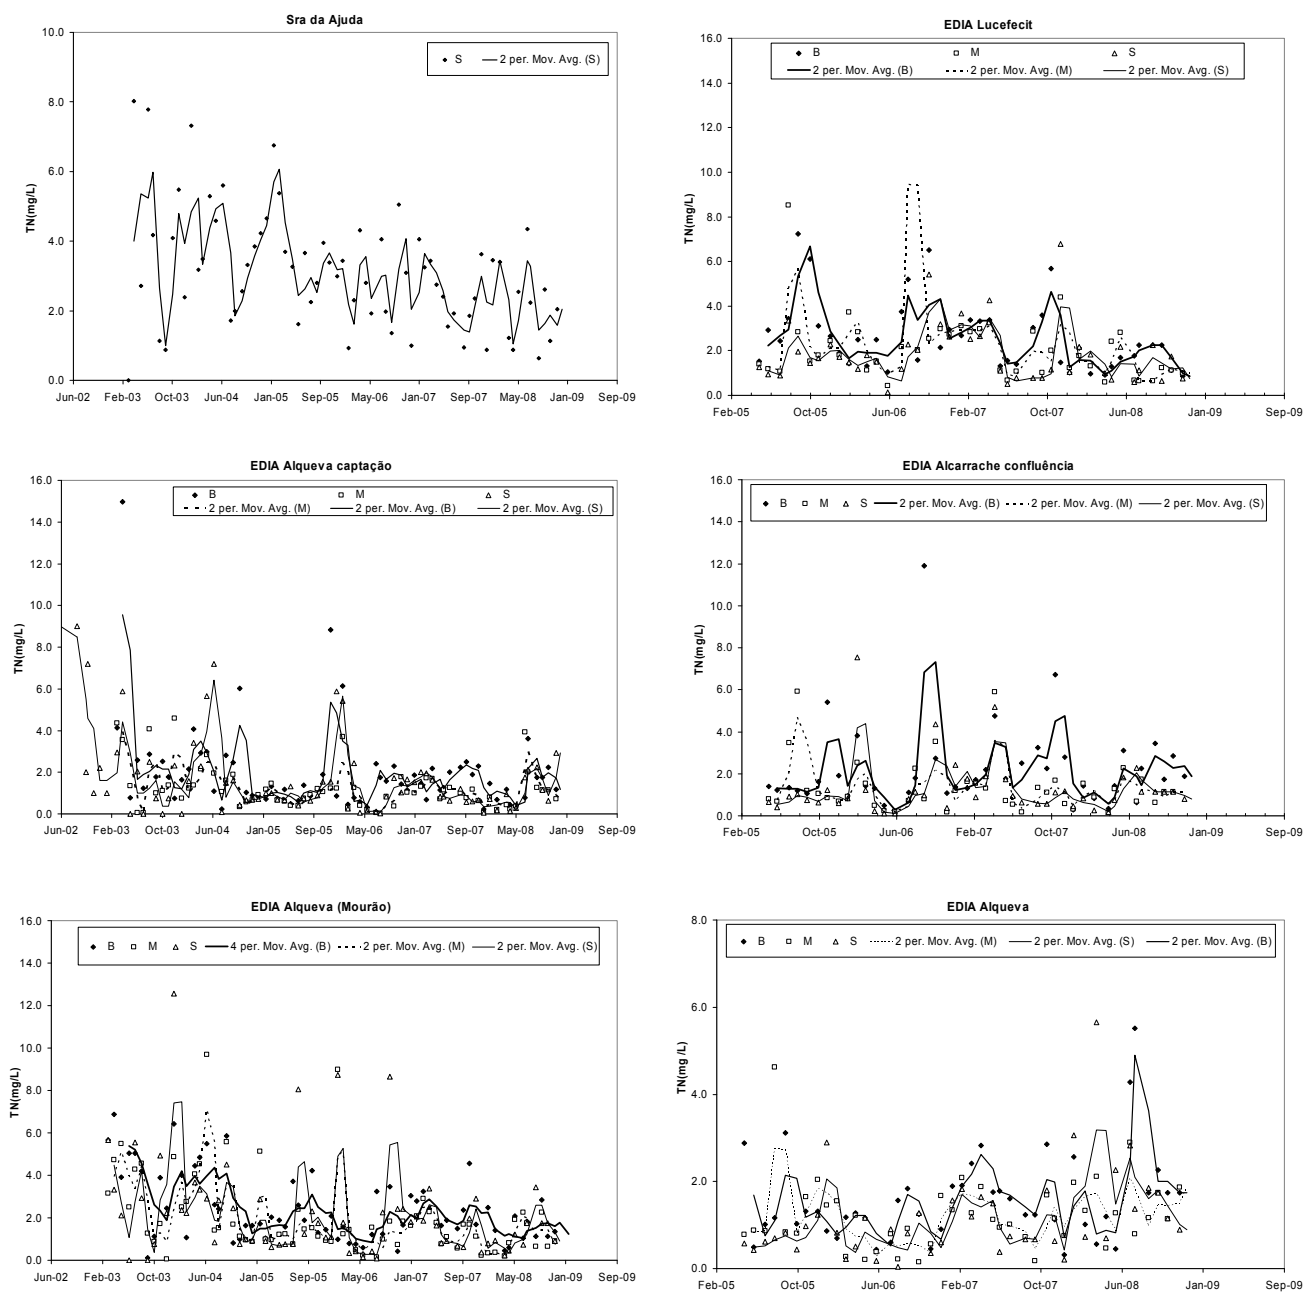 Sra da Ajuda
10.0
8.0
6.0
4.0
2.0
0.0
TN(mg/L)
S 2 per. Mov. Avg. (S)
Jun-02 Feb-03 Oct-03 Jun-04 Jan-05 Sep-05 May-06 Jan-07 Sep-07 May-08 Jan-09 Sep-09
EDIA Lucefecit
16.0
14.0
12.0
10.0
8.0
6.0
4.0
2.0
0.0
TN(mg/L)
B M S
2 per. Mov. Avg. (B) 2 per. Mov. Avg. (M) 2 per. Mov. Avg. (S)
Feb-05 Oct-05 Jun-06 Feb-07 Oct-07 Jun-08 Jan-09 Sep-09
EDIA Alqueva captação
16.0
14.0
12.0
10.0
8.0
6.0
4.0
2.0
0.0
TN(mg/L)
B M S
2 per. Mov. Avg. (M) 2 per. Mov. Avg. (B) 2 per. Mov. Avg. (S)
Jun-02 Feb-03 Oct-03 Jun-04 Jan-05 Sep-05 May-06 Jan-07 Sep-07 May-08 Jan-09 Sep-09
EDIA Alcarrache confluência
16.0
14.0
12.0
10.0
8.0
6.0
4.0
2.0
0.0
TN(mg/L)
B M S 2 per. Mov. Avg. (B) 2 per. Mov. Avg. (M) 2 per. Mov. Avg. (S)
Feb-05 Oct-05 Jun-06 Feb-07 Oct-07 Jun-08 Jan-09 Sep-09
EDIA Alqueva (Mourão)
16.0
14.0
12.0
10.0
8.0
6.0
4.0
2.0
0.0
TN(mg/L)
B M S 4 per. Mov. Avg. (B) 2 per. Mov. Avg. (M) 2 per. Mov. Avg. (S)
Jun-02 Feb-03 Oct-03 Jun-04 Jan-05 Sep-05 May-06 Jan-07 Sep-07 May-08 Jan-09 Sep-09
EDIA Alqueva
8.0
6.0
4.0
2.0
0.0
TN(mg /L)
B M S 2 per. Mov. Avg. (M) 2 per. Mov. Avg. (S) 2 per. Mov. Avg. (B)
Feb-05 Oct-05 Jun-06 Feb-07 Oct-07 Jun-08 Jan-09 Sep-09